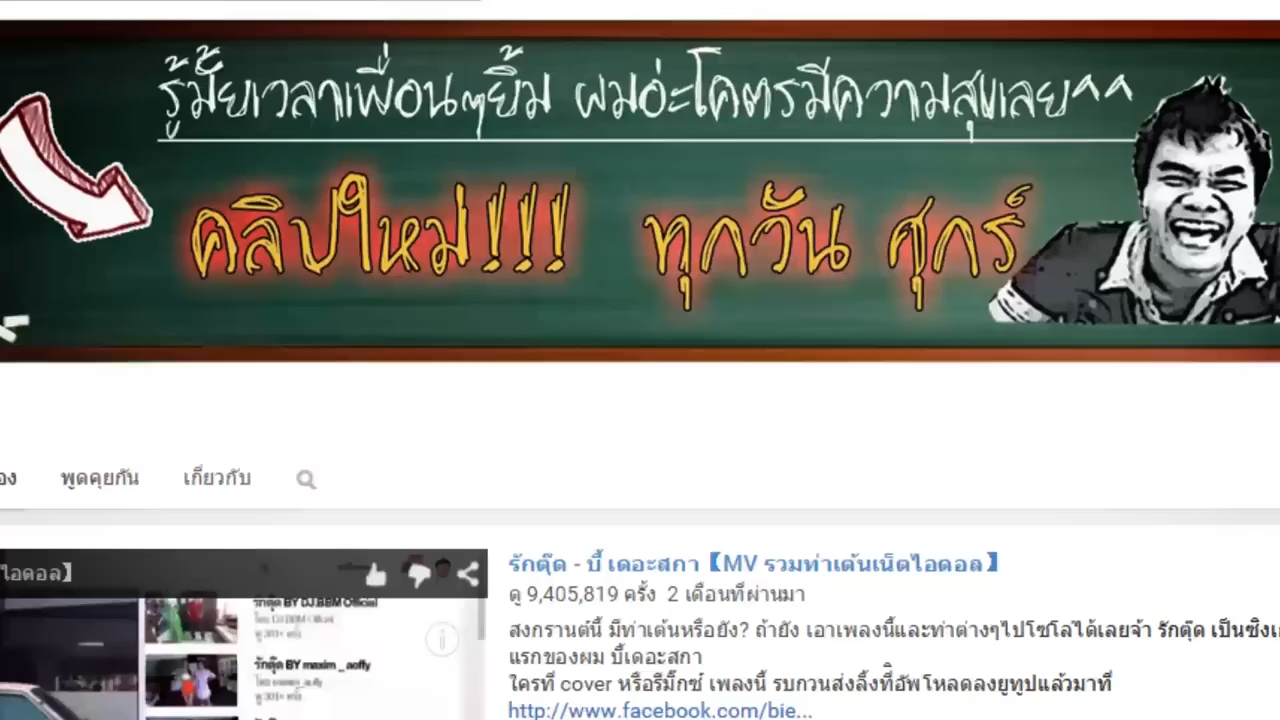 รู้มั้ยเวลาเพื่อนๆยิ้ม ผมอ่ะโคตรมีความสุขเลย^^
คลิปใหม่!!! ทุกวัน ศุกร์
พูดคุยกัน เกี่ยวกับ
ไอดอล】
รักตุ๊ด - บี้ เดอะสกา【MV รวมท่าเต้นเน็ตไอดอล】
ดู 9,405,819 ครั้ง 2 เดือนที่ผ่านมา
สงกรานต์นี้ มีท่าเต้นหรือยัง? ถ้ายัง เอาเพลงนี้และท่าต่างๆไปโชโลได้เลยจ้า รักตุ๊ด เป็นซิงเ
แรกของผม บี้เดอะสกา
ใครที่ cover หรือรีมิ๊กซ์ เพลงนี้ รบกวนส่งลิ้งที่อัพโหลดลงยูทูปแล้วมาที่
http://www.facebook.com/bie...
รักตุ๊ด BY DJ.BBM Official
รักตุ๊ด BY maxim _ aoffy